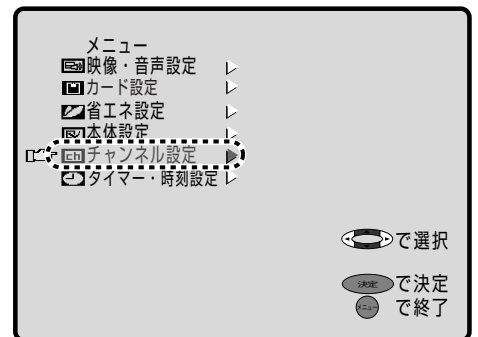 メニュー
映像・音声設定
カード設定
省エネ設定
本体設定
Chチャンネル設定
タイマー・時刻設定
で選択
決定で決定
メニューで終了